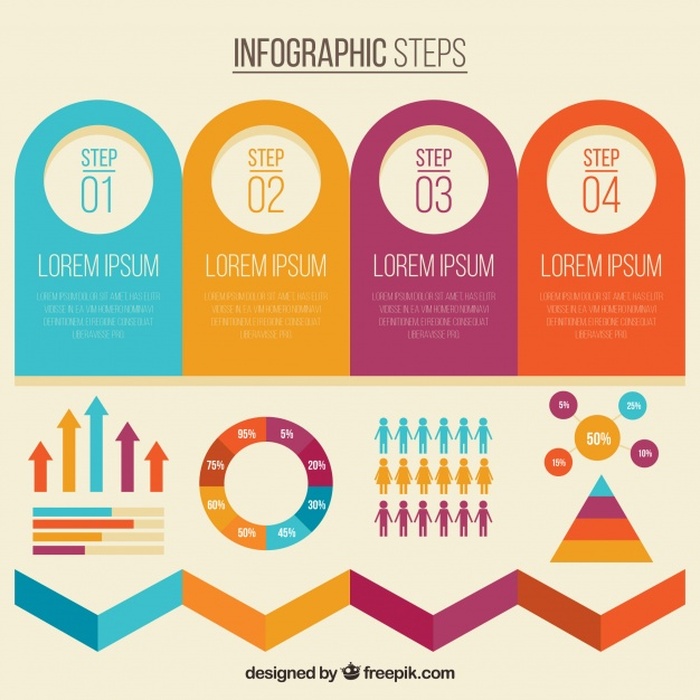 INFOGRAPHIC STEPS
STEP
01
STEP
02
STEP
03
STEP
04
LOREM IPSUM
LOREM IPSUM
LOREM IPSUM
LOREM IPSUM
LOREM IPSUM DOLOR SIT AMET, HAS ELITR
VIDISSE IN, EA VIM HOMERO NOMINAVI
DEFINITIONEM, EI REGIONE CONSEQUAT
LIBERAVISSE PRO.
LOREM IPSUM DOLOR SIT AMET, HAS ELITR
VIDISSE IN, EA VIM HOMERO NOMINAVI
DEFINITIONEM, EI REGIONE CONSEQUAT
LIBERAVISSE PRO.
LOREM IPSUM DOLOR SIT AMET, HAS ELITR
VIDISSE IN, EA VIM HOMERO NOMINAVI
DEFINITIONEM, EI REGIONE CONSEQUAT
LIBERAVISSE PRO.
LOREM IPSUM DOLOR SIT AMET, HAS ELITR
VIDISSE IN, EA VIM HOMERO NOMINAVI
DEFINITIONEM, EI REGIONE CONSEQUAT
LIBERAVISSE PRO.
95%
5%
75%
20%
60%
30%
50%
45%
5%
25%
50%
15%
10%
designed by freepik.com